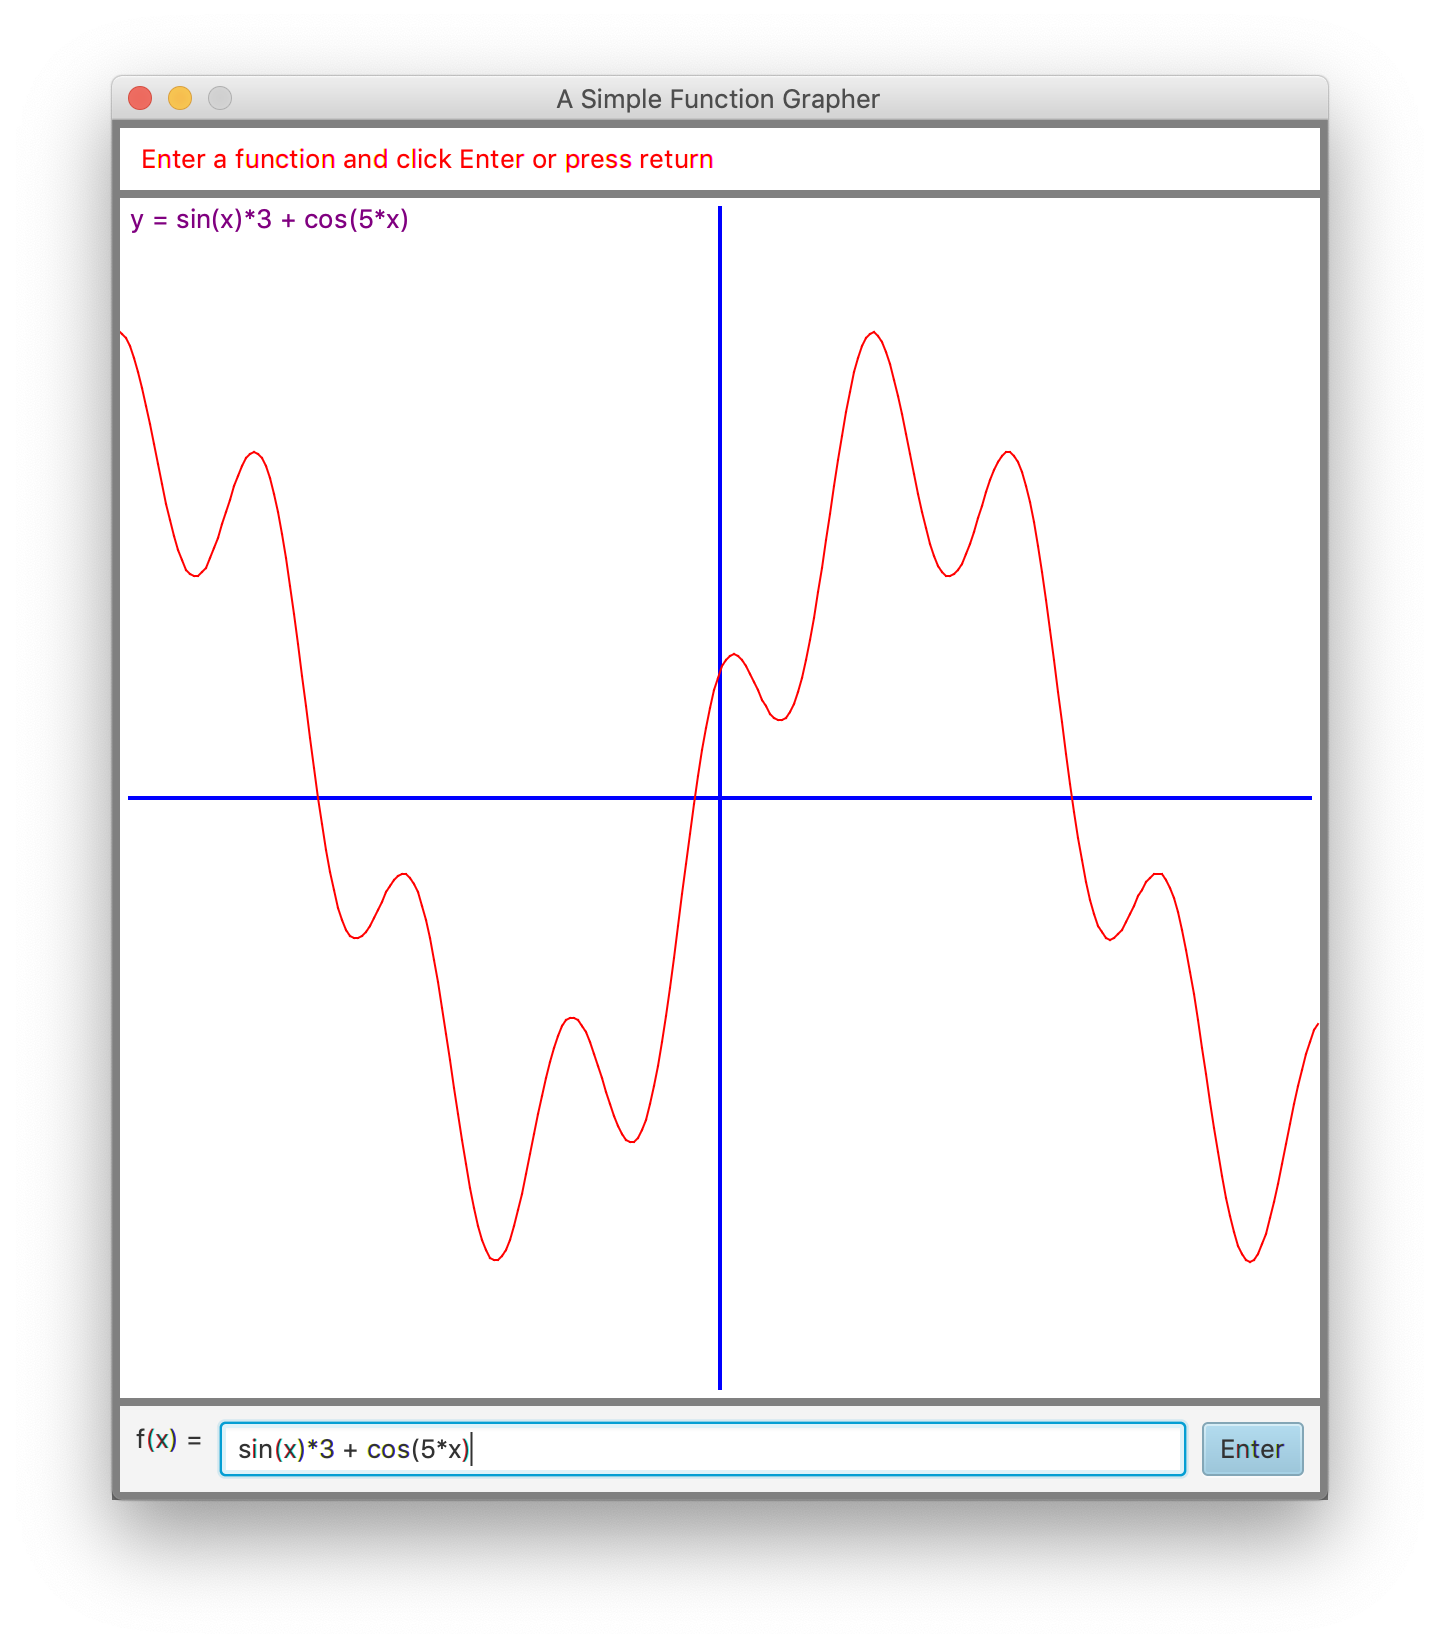 A Simple Function Grapher
Enter a function and click Enter or press return
y = sin(x)*3 + cos(5*x)
f(x) = sin(x)*3 + cos(5*x) Enter